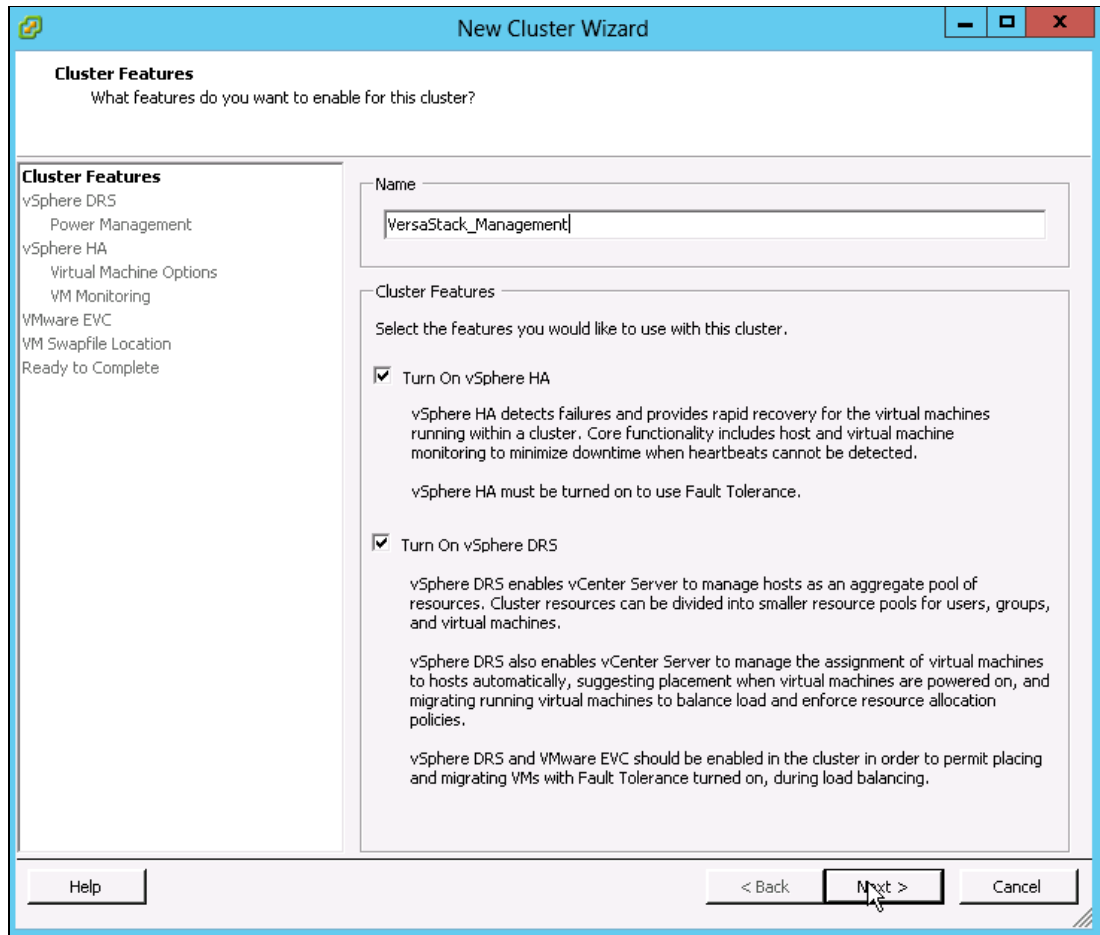 New Cluster Wizard
Cluster Features
What features do you want to enable for this cluster?
Cluster Features
vSphere DRS
Power Management
vSphere HA
Virtual Machine Options
VM Monitoring
VMware EVC
VM Swapfile Location
Ready to Complete
Name
VersaStack_Management
Cluster Features
Select the features you would like to use with this cluster.
Turn On vSphere HA
vSphere HA detects failures and provides rapid recovery for the virtual machines
running within a cluster. Core functionality includes host and virtual machine
monitoring to minimize downtime when heartbeats cannot be detected.
vSphere HA must be turned on to use Fault Tolerance.
Turn On vSphere DRS
vSphere DRS enables vCenter Server to manage hosts as an aggregate pool of
resources. Cluster resources can be divided into smaller resource pools for users, groups,
and virtual machines.
vSphere DRS also enables vCenter Server to manage the assignment of virtual machines
to hosts automatically, suggesting placement when virtual machines are powered on, and
migrating running virtual machines to balance load and enforce resource allocation
policies.
vSphere DRS and VMware EVC should be enabled in the cluster in order to permit placing
and migrating VMs with Fault Tolerance turned on, during load balancing.
Help
< Back
Next >
Cancel